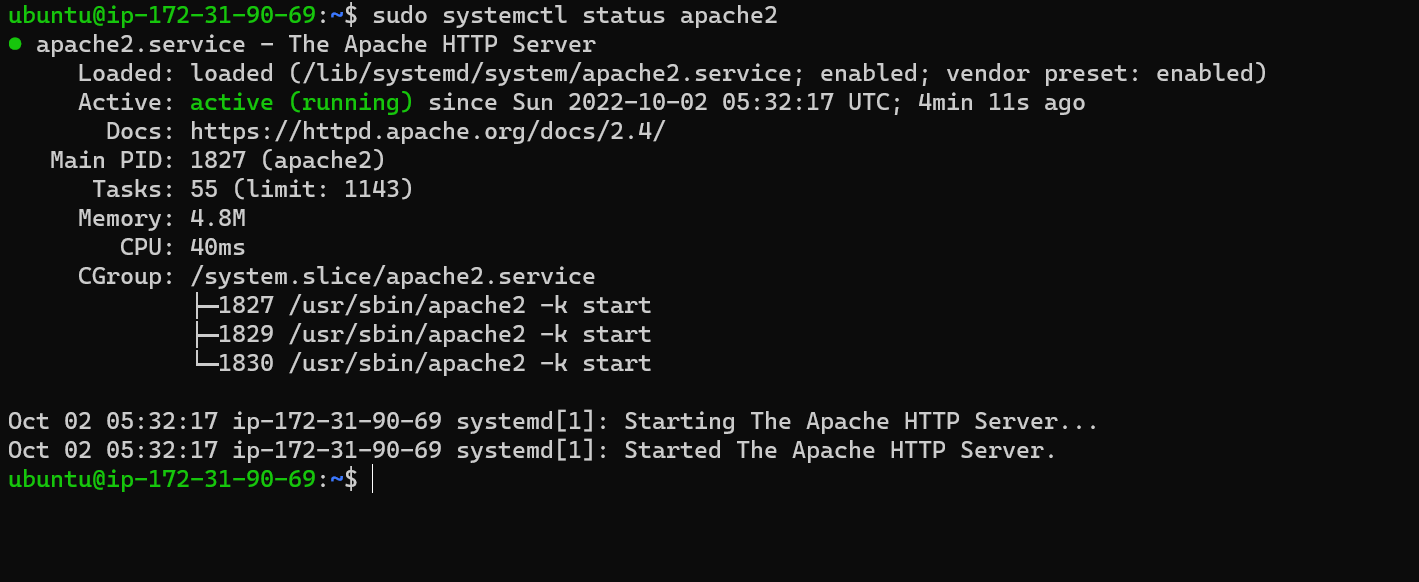 ubuntu@ip-172-31-90-69:~$ sudo systemctl status apache2
● apache2.service - The Apache HTTP Server
     Loaded: loaded (/lib/systemd/system/apache2.service; enabled; vendor preset: enabled)
     Active: active (running) since Sun 2022-10-02 05:32:17 UTC; 4min 11s ago
       Docs: https://httpd.apache.org/docs/2.4/
   Main PID: 1827 (apache2)
      Tasks: 55 (limit: 1143)
     Memory: 4.8M
        CPU: 40ms
     CGroup: /system.slice/apache2.service
             ├─1827 /usr/sbin/apache2 -k start
             ├─1829 /usr/sbin/apache2 -k start
             └─1830 /usr/sbin/apache2 -k start

Oct 02 05:32:17 ip-172-31-90-69 systemd[1]: Starting The Apache HTTP Server...
Oct 02 05:32:17 ip-172-31-90-69 systemd[1]: Started The Apache HTTP Server.
ubuntu@ip-172-31-90-69:~$